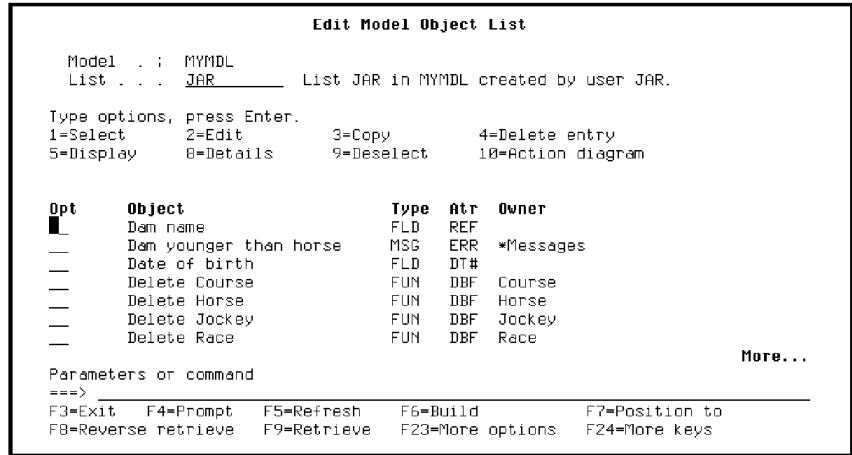 Edit Model Object List
Model . : MYMDL
List . . . JAR List JAR in MYMDL created by user JAR.
Type options, press Enter.
1=Select 2=Edit 3=Copy 4=Delete entry
5=Display 8=Details 9=Deselect 10=Action diagram
Opt Object Type Atr Owner
Dam name FLD REF
Dam younger than horse MSG ERR *Messages
Date of birth FLD DT#
Delete Course FUN DBF Course
Delete Horse FUN DBF Horse
Delete Jockey FUN DBF Jockey
Delete Race FUN DBF Race
More...
Parameters or command
===>
F3=Exit F4=Prompt F5=Refresh F6=Build F7=Position to
F8=Reverse retrieve F9=Retrieve F23=More options F24=More keys